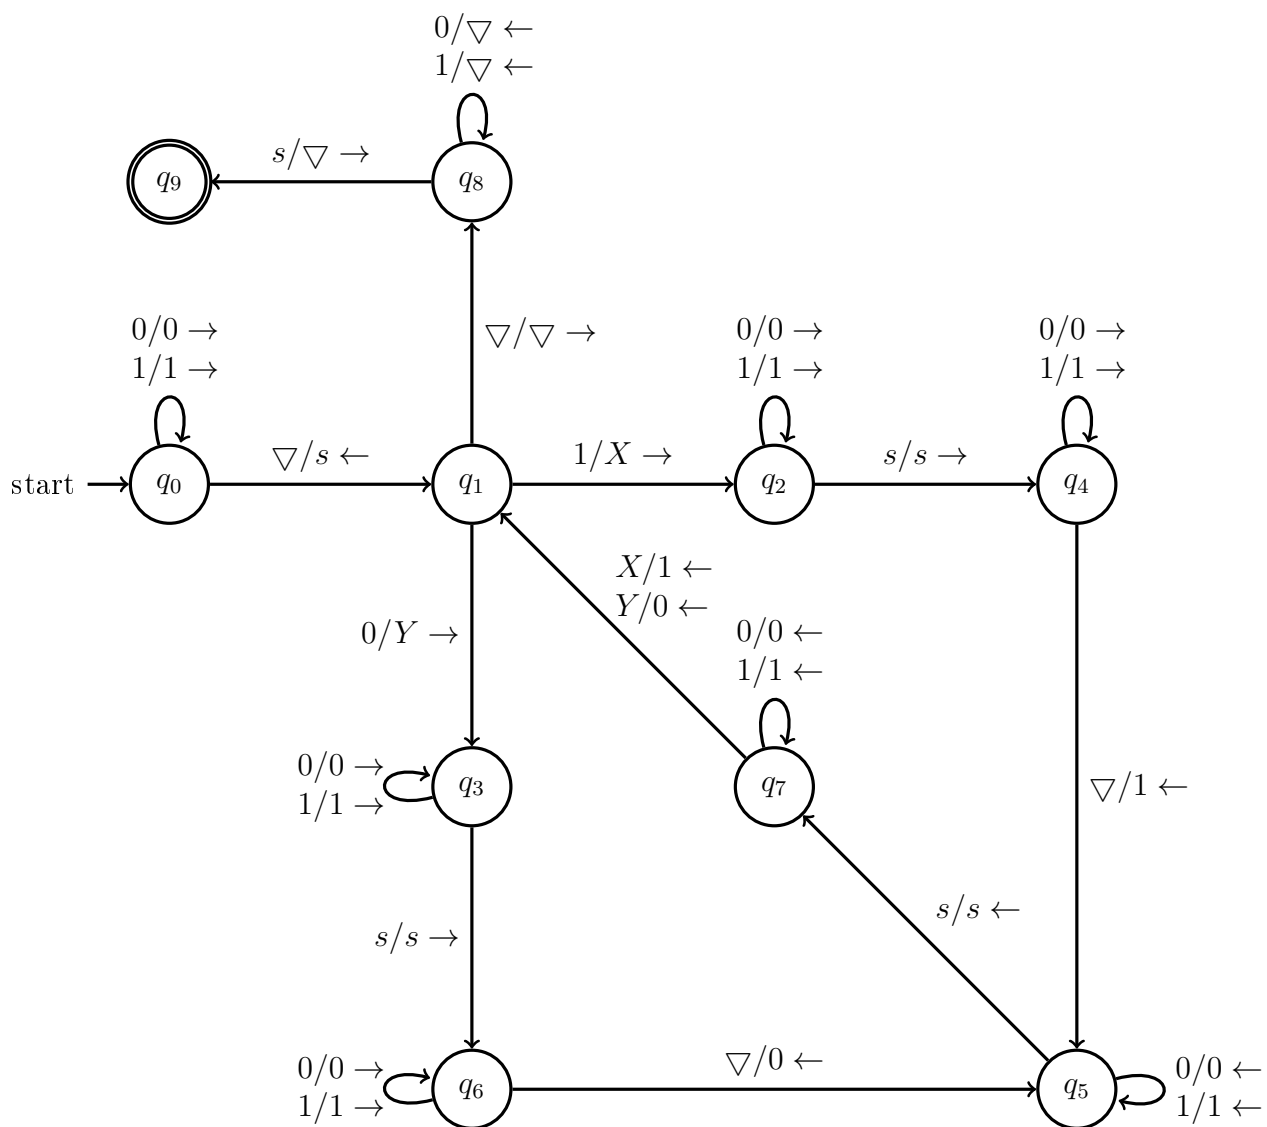 0/▽ ←
1/▽ ←
s/▽ →
q9
q8
▽/▽ →
0/0 →
1/1 →
0/0 →
1/1 →
0/0 →
1/1 →
start
q0
▽/s ←
q1
1/X →
q2
s/s →
q4
X/1 ←
Y/0 ←
0/Y →
0/0 ←
1/1 ←
0/0 →
1/1 →
q3
q7
▽/1 ←
s/s →
s/s ←
0/0 →
1/1 →
q6
▽/0 ←
q5
0/0 ←
1/1 ←